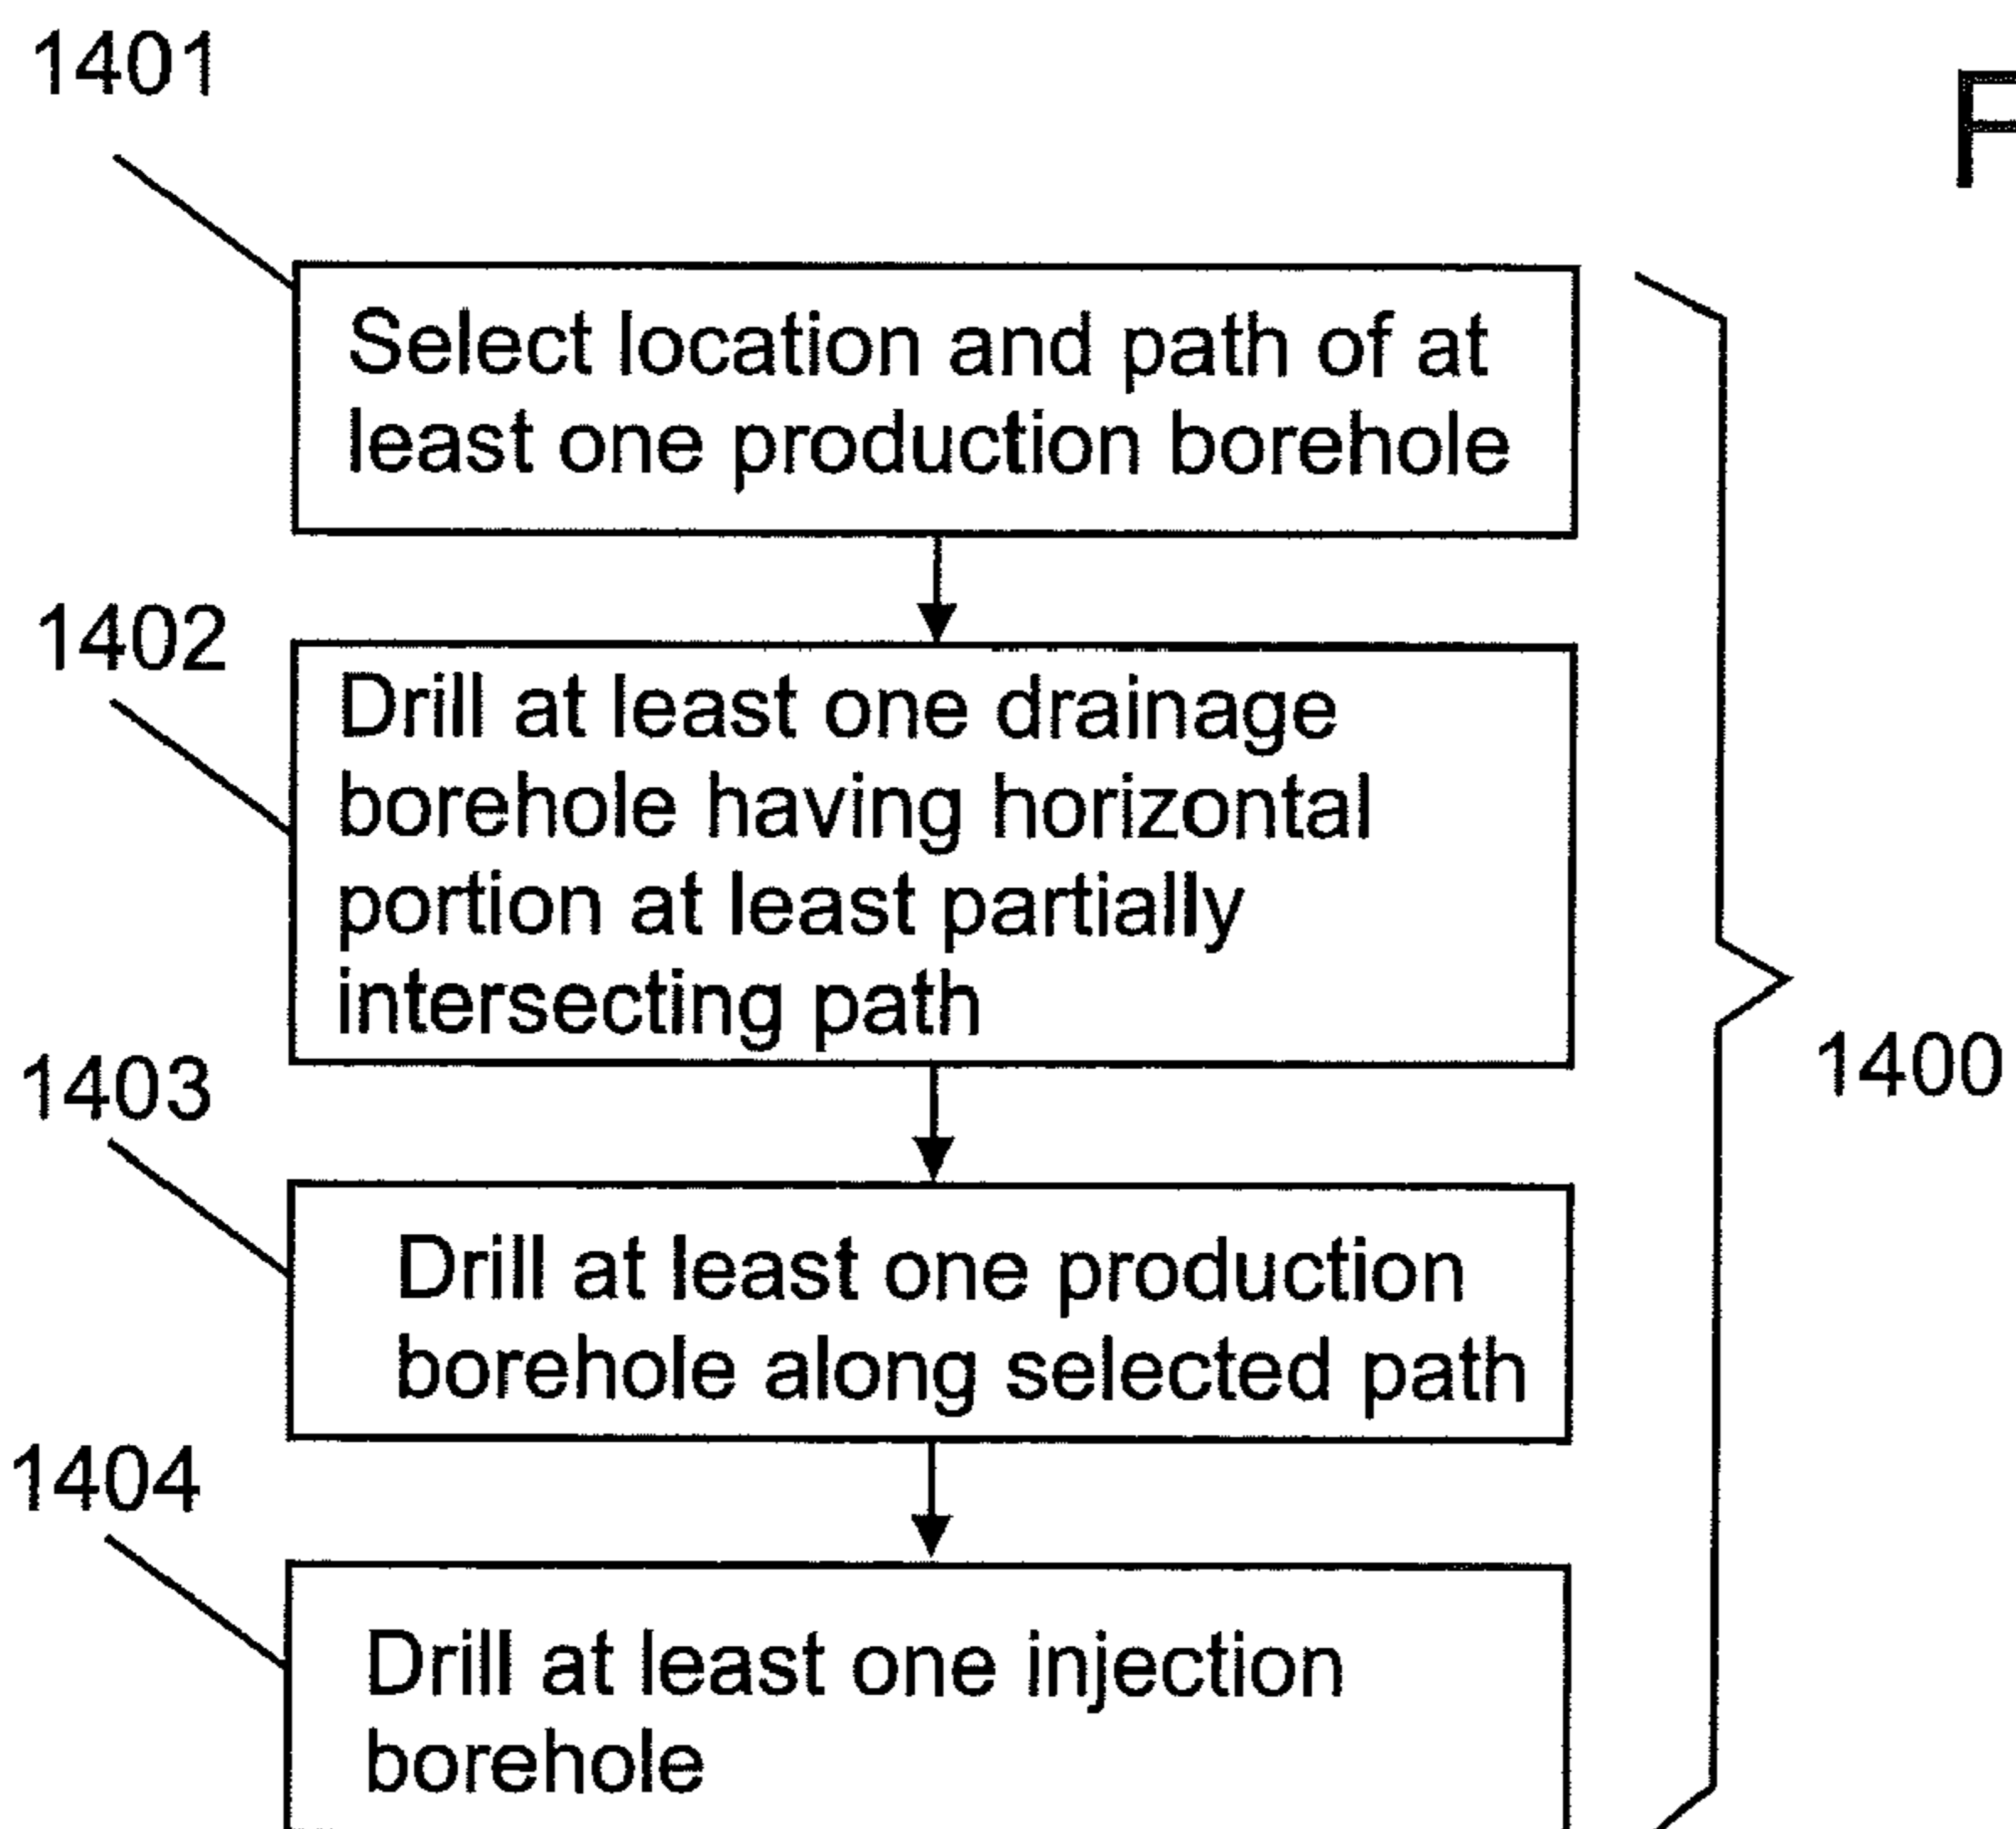 1401
F
Select location and path of at
least one production borehole
1402
Drill at least one drainage
borehole having horizontal
portion at least partially
intersecting path
1403
1400
Drill at least one production
borehole along selected path
1404
Drill at least one injection
borehole